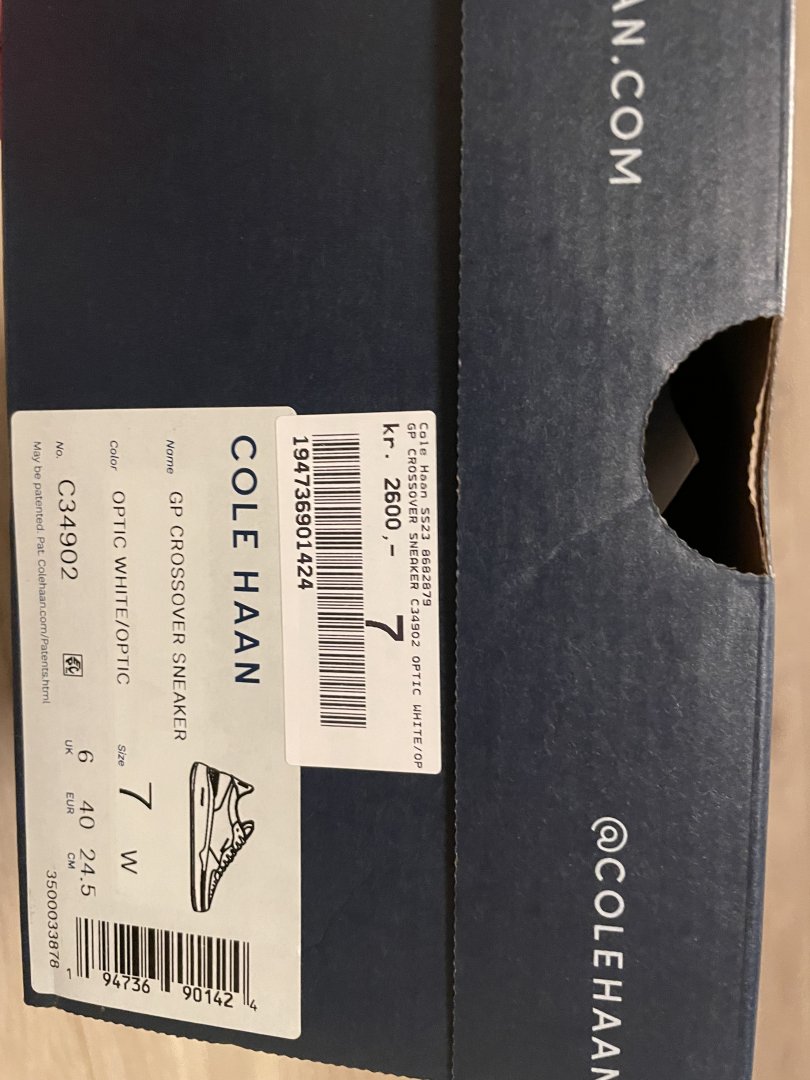 AN.COM
@COLEHAAN
Cole Haan SS23 8682879
GP CROSSOVER SNEAKER C34902 OPTIC WHITE/OP
kr. 2600,-
7
194736901424
COLE HAAN
Name GP CROSSOVER SNEAKER
Color OPTIC WHITE/OPTIC
Size 7 W
No. C34902
6 40 24.5
UK EUR CM
May be patented. Pat. Colehaan.com/Patents.html
3500033878
1 94736 90142 4